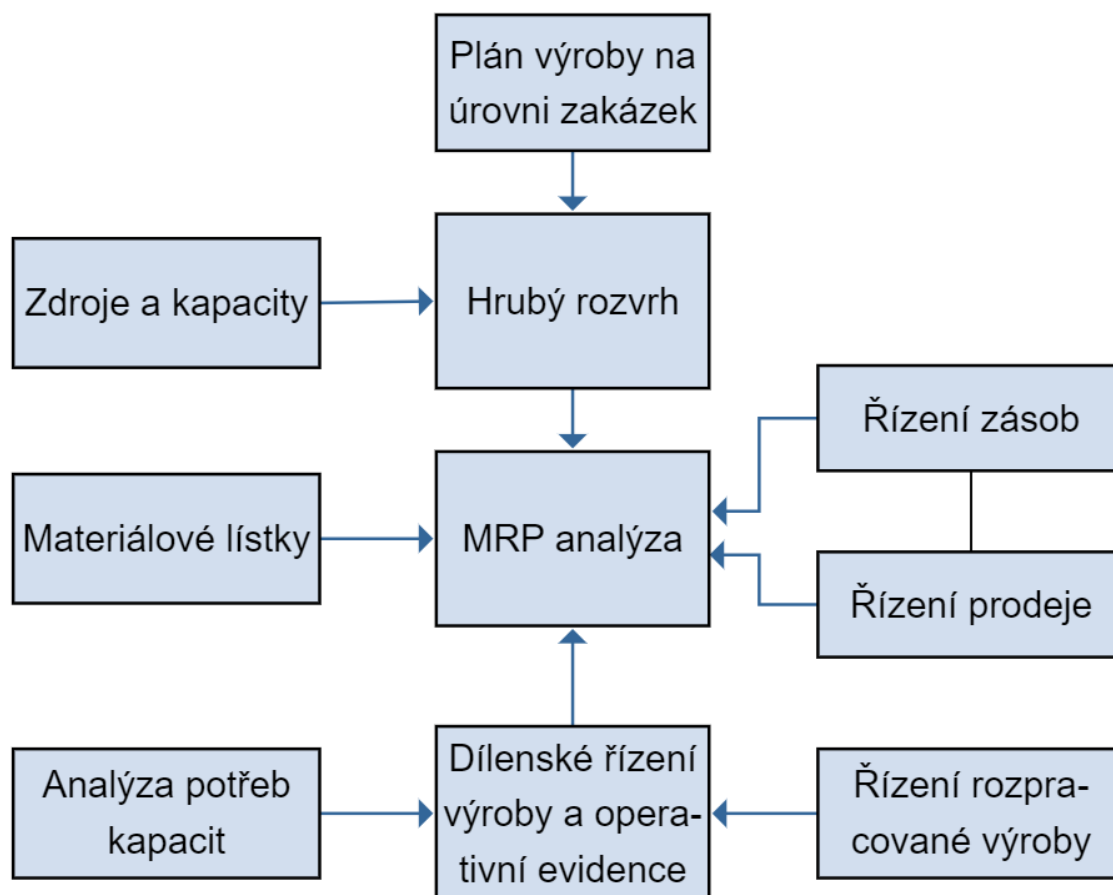 Plán výroby na
úrovni zakázek
Zdroje a kapacity
Hrubý rozvrh
Řízení zásob
Materiálové lístky
MRP analýza
Řízení prodeje
Analýza potřeb
kapacit
Dílenské řízení
výroby a opera-
tivní evidence
Řízení rozpra-
cované výroby